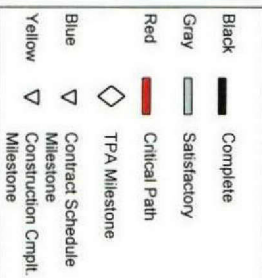 Black Complete
Gray Satisfactory
Red Critical Path
TPA Milestone
Blue Contract Schedule
Milestone
Yellow Construction Cmplt.
Milestone